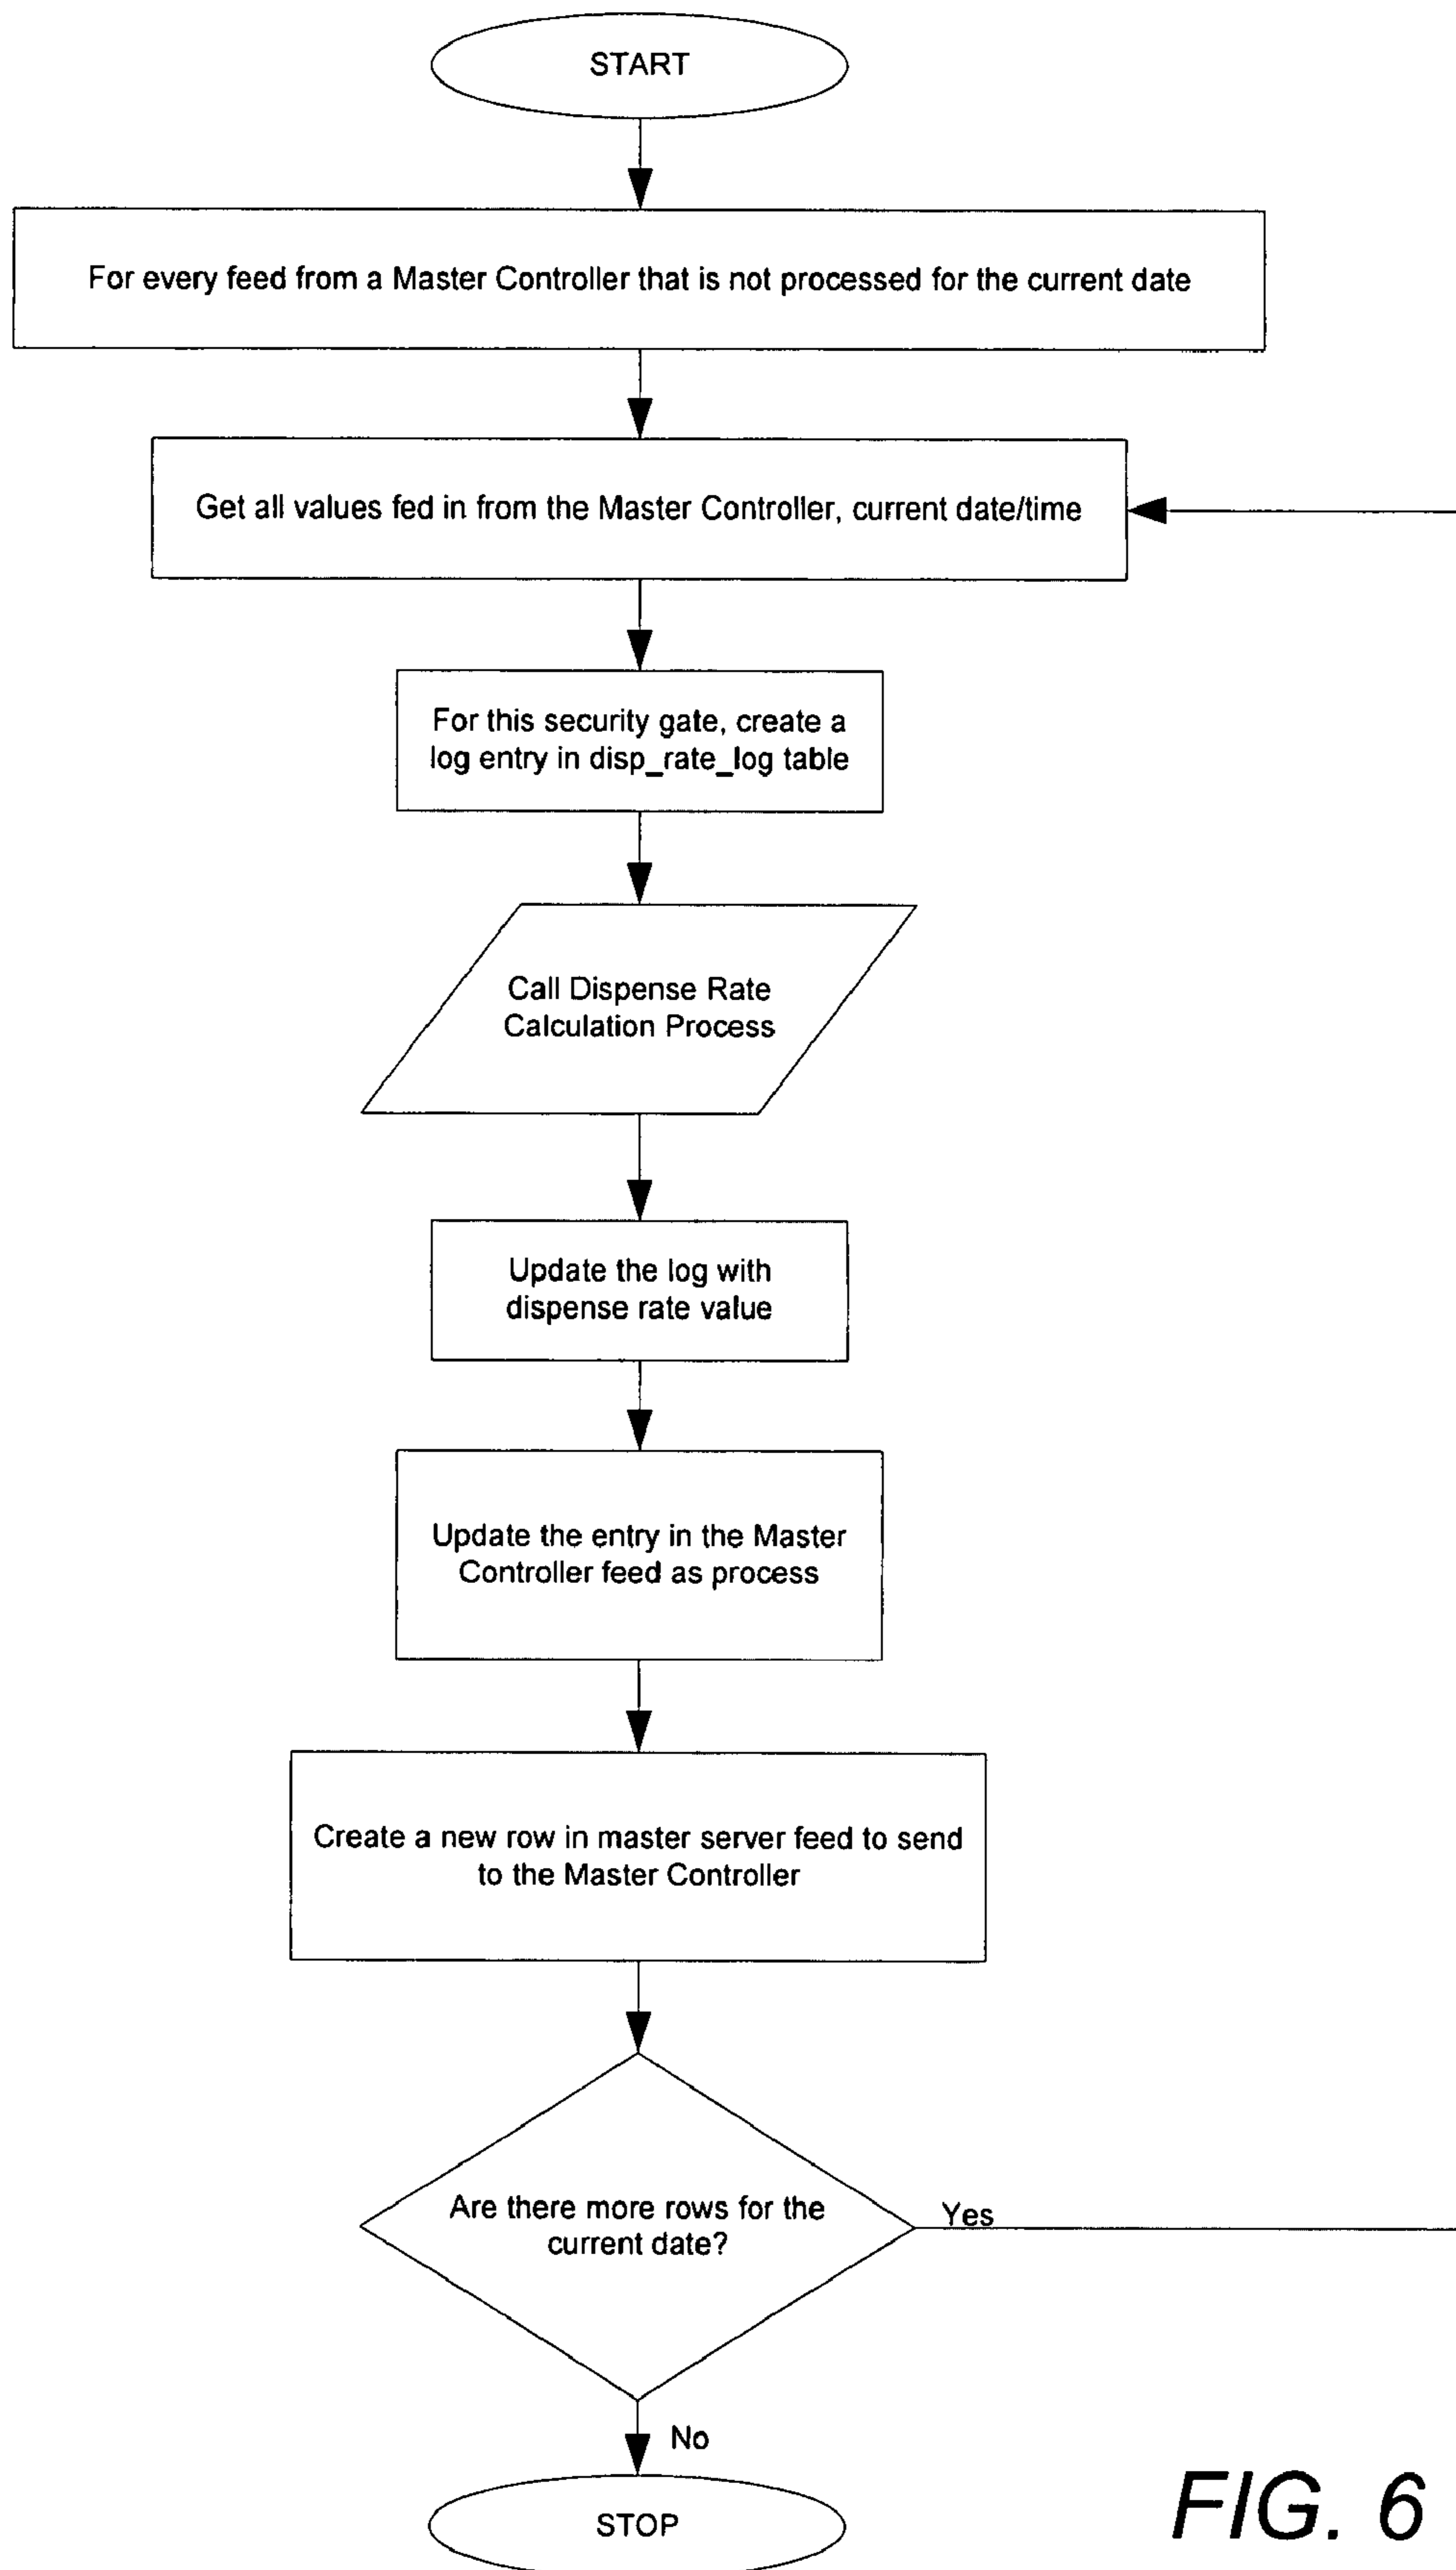 START
For every feed from a Master Controller that is not processed for the current date
Get all values fed in from the Master Controller, current date/time
For this security gate, create a
log entry in disp_rate_log table
Call Dispense Rate
Calculation Process
Update the log with
dispense rate value
Update the entry in the Master
Controller feed as process
Create a new row in master server feed to send
to the Master Controller
Are there more rows for the
current date?
Yes
No
STOP
FIG. 6